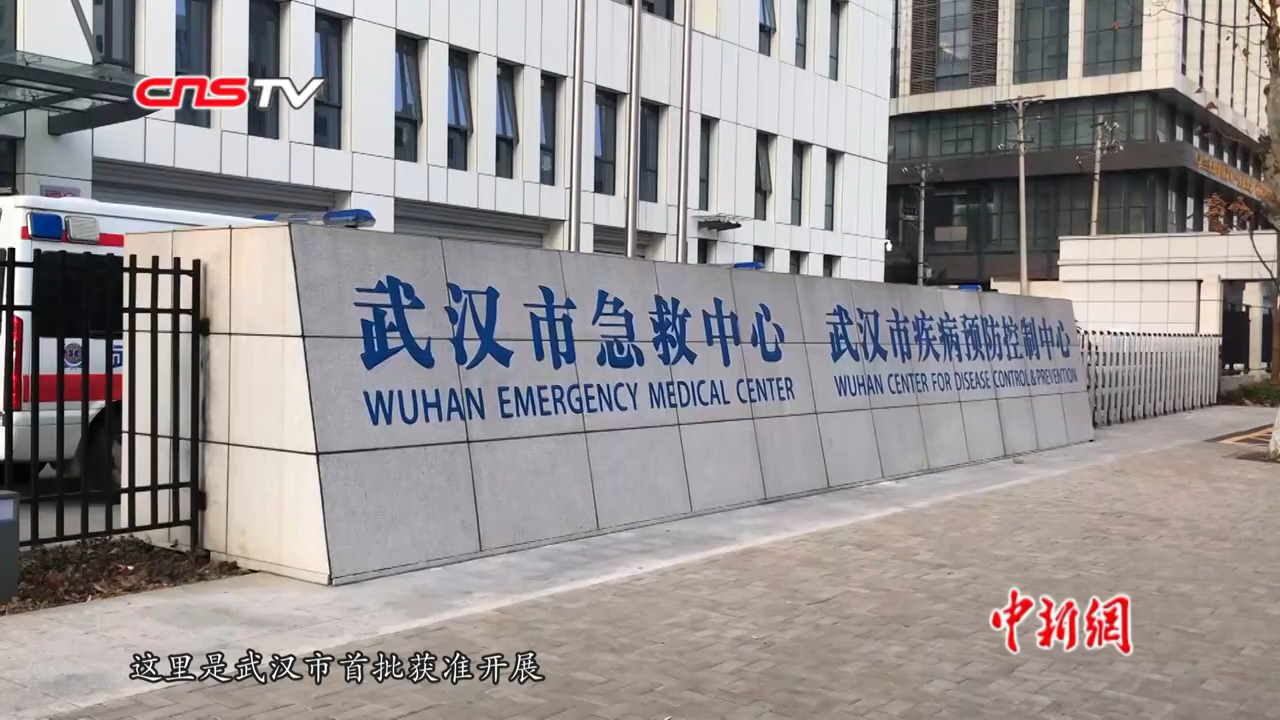 CNSTV
武汉市急救中心
WUHAN EMERGENCY MEDICAL CENTER
武汉市疾病预防控制中心
WUHAN CENTER FOR DISEASE CONTROL & PREVENTION
中新網
这里是武汉市首批获准开展